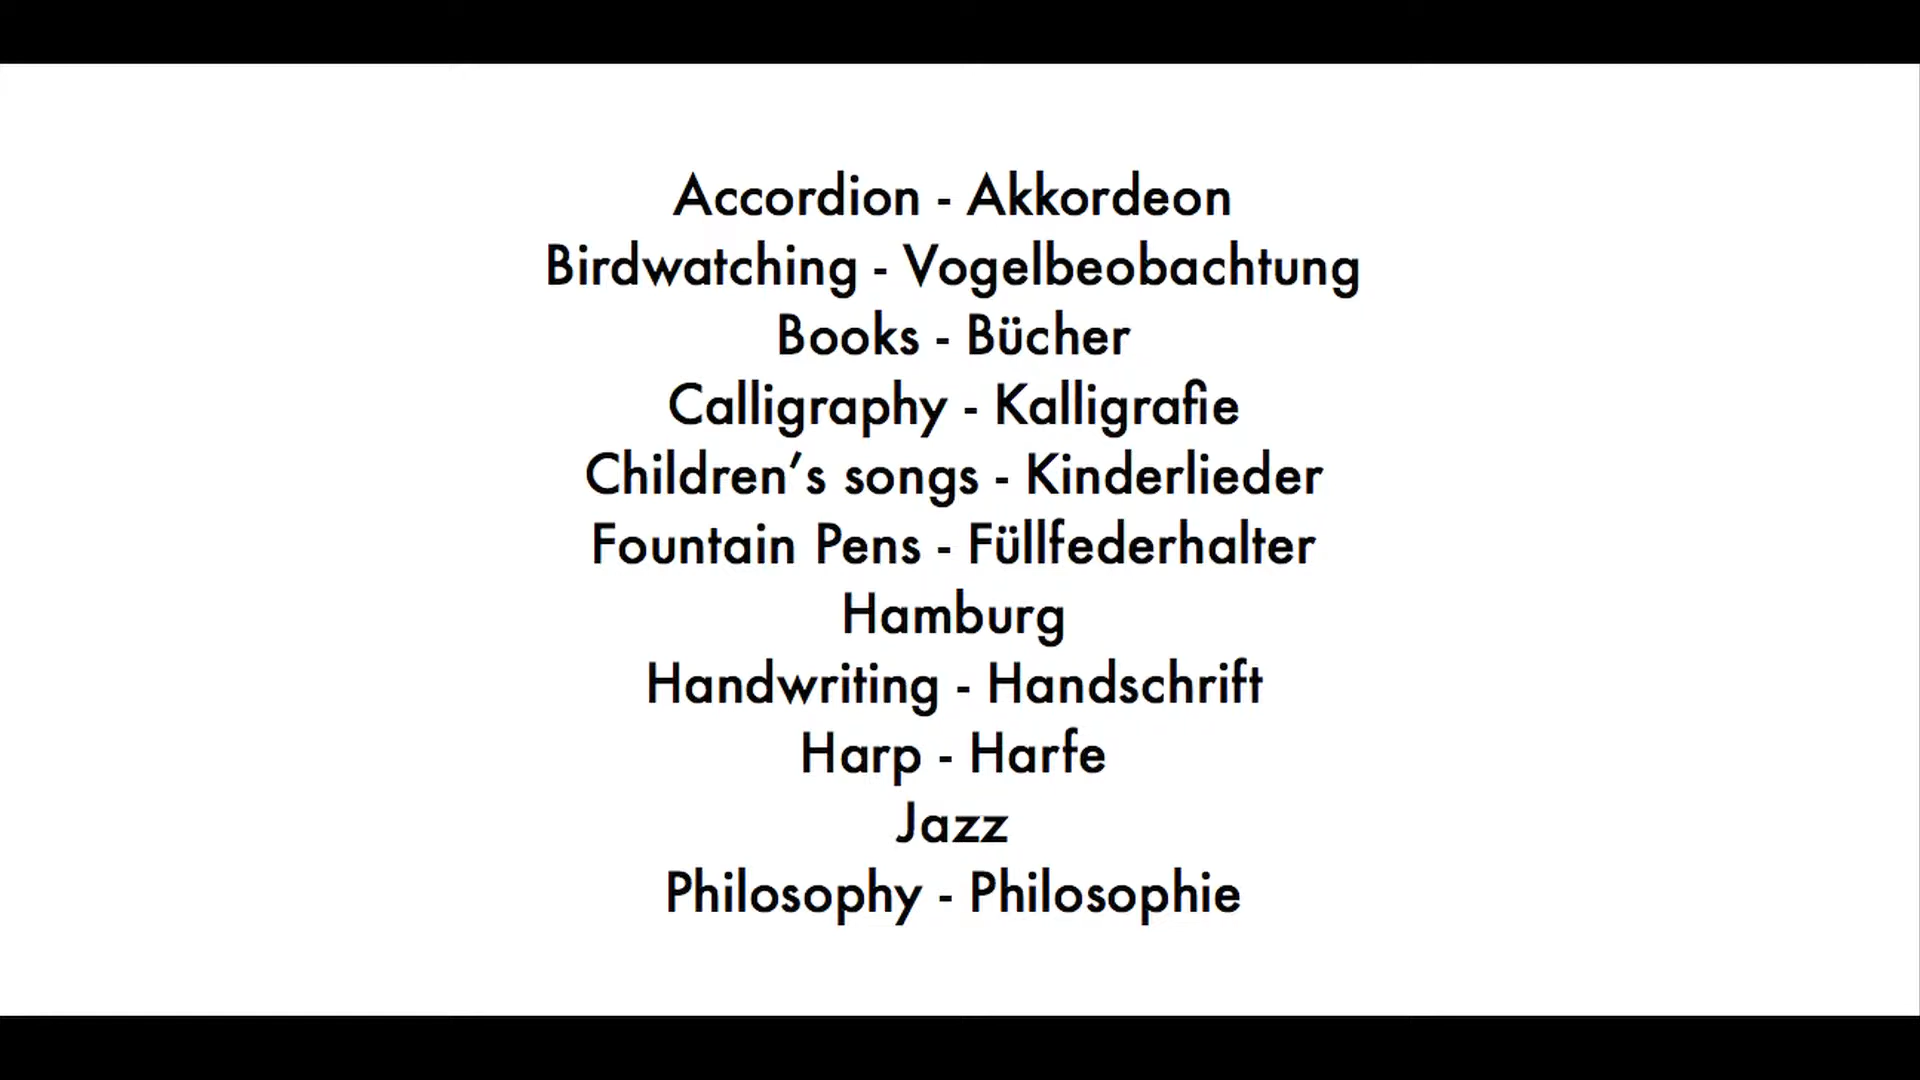 Accordion - Akkordeon
Birdwatching - Vogelbeobachtung
Books - Bücher
Calligraphy - Kalligrafie
Children’s songs - Kinderlieder
Fountain Pens - Füllfederhalter
Hamburg
Handwriting - Handschrift
Harp - Harfe
Jazz
Philosophy - Philosophie